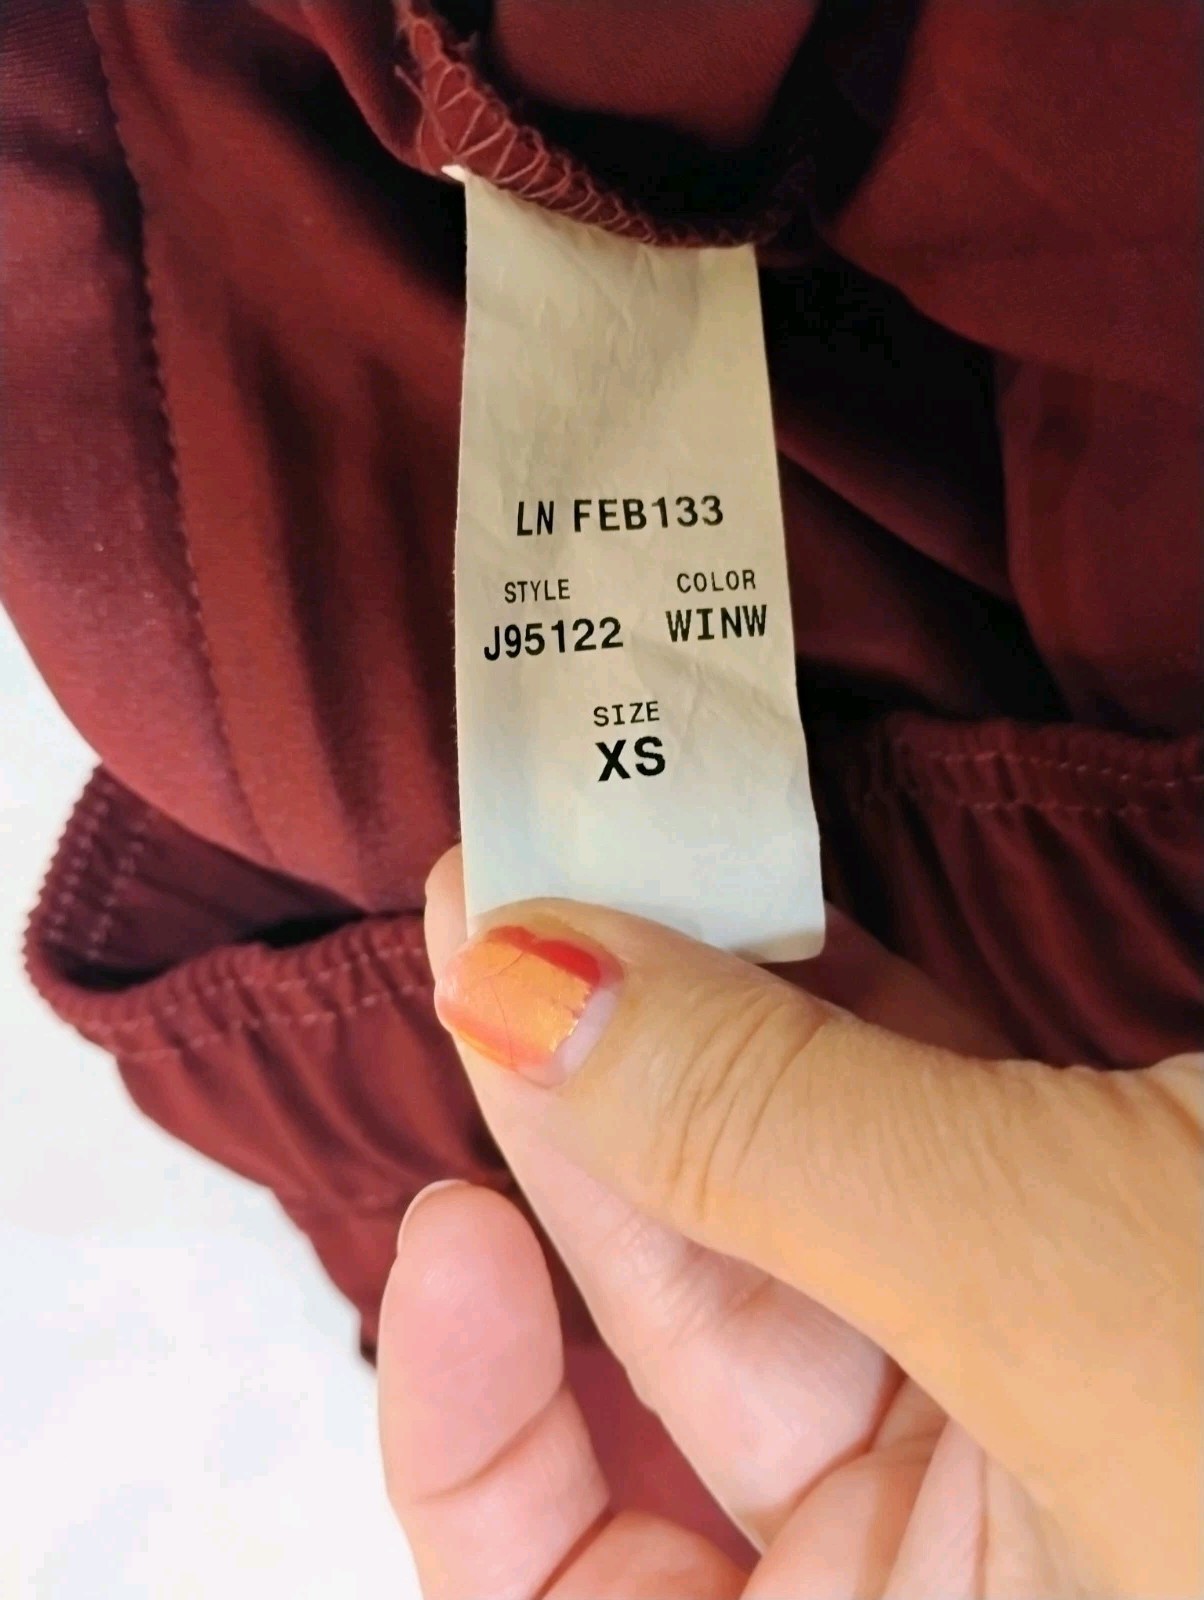 LN FEB133
STYLE COLOR
J95122 WINW
SIZE
XS